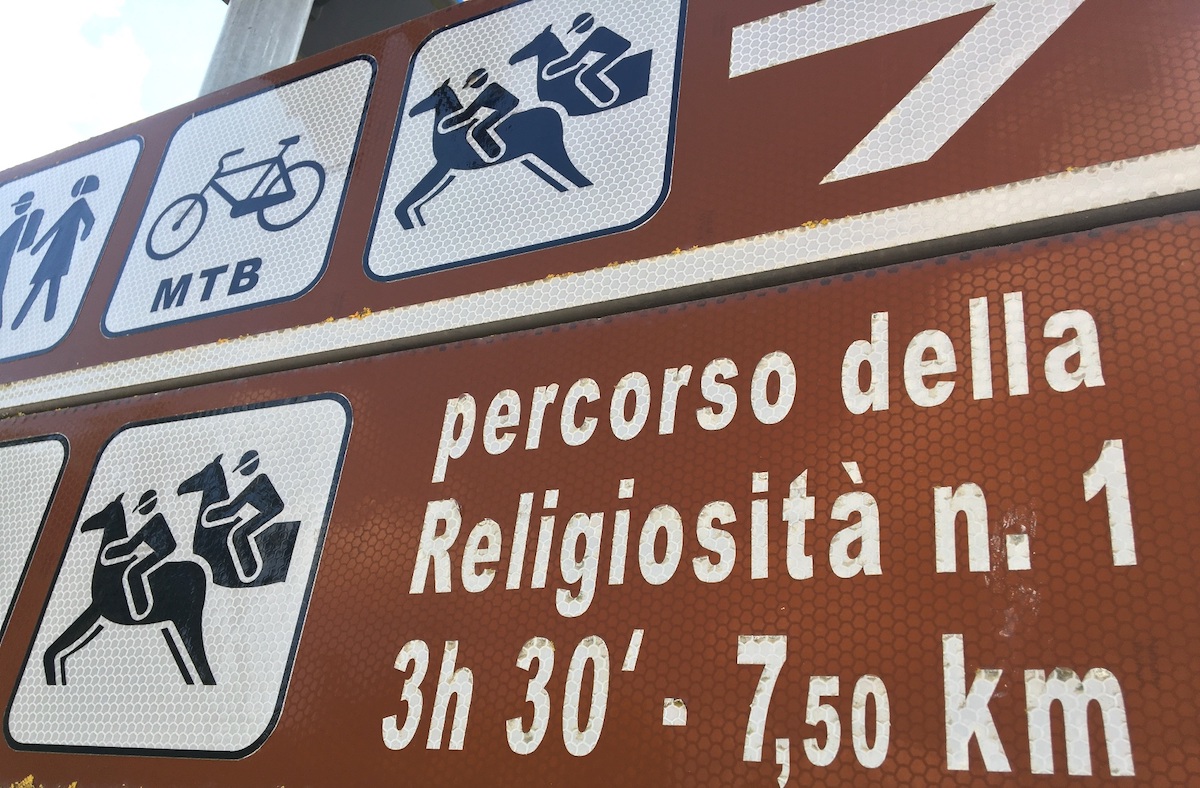 MTB
percorso della
Religiosità n. 1
3h 30' - 7,50 km